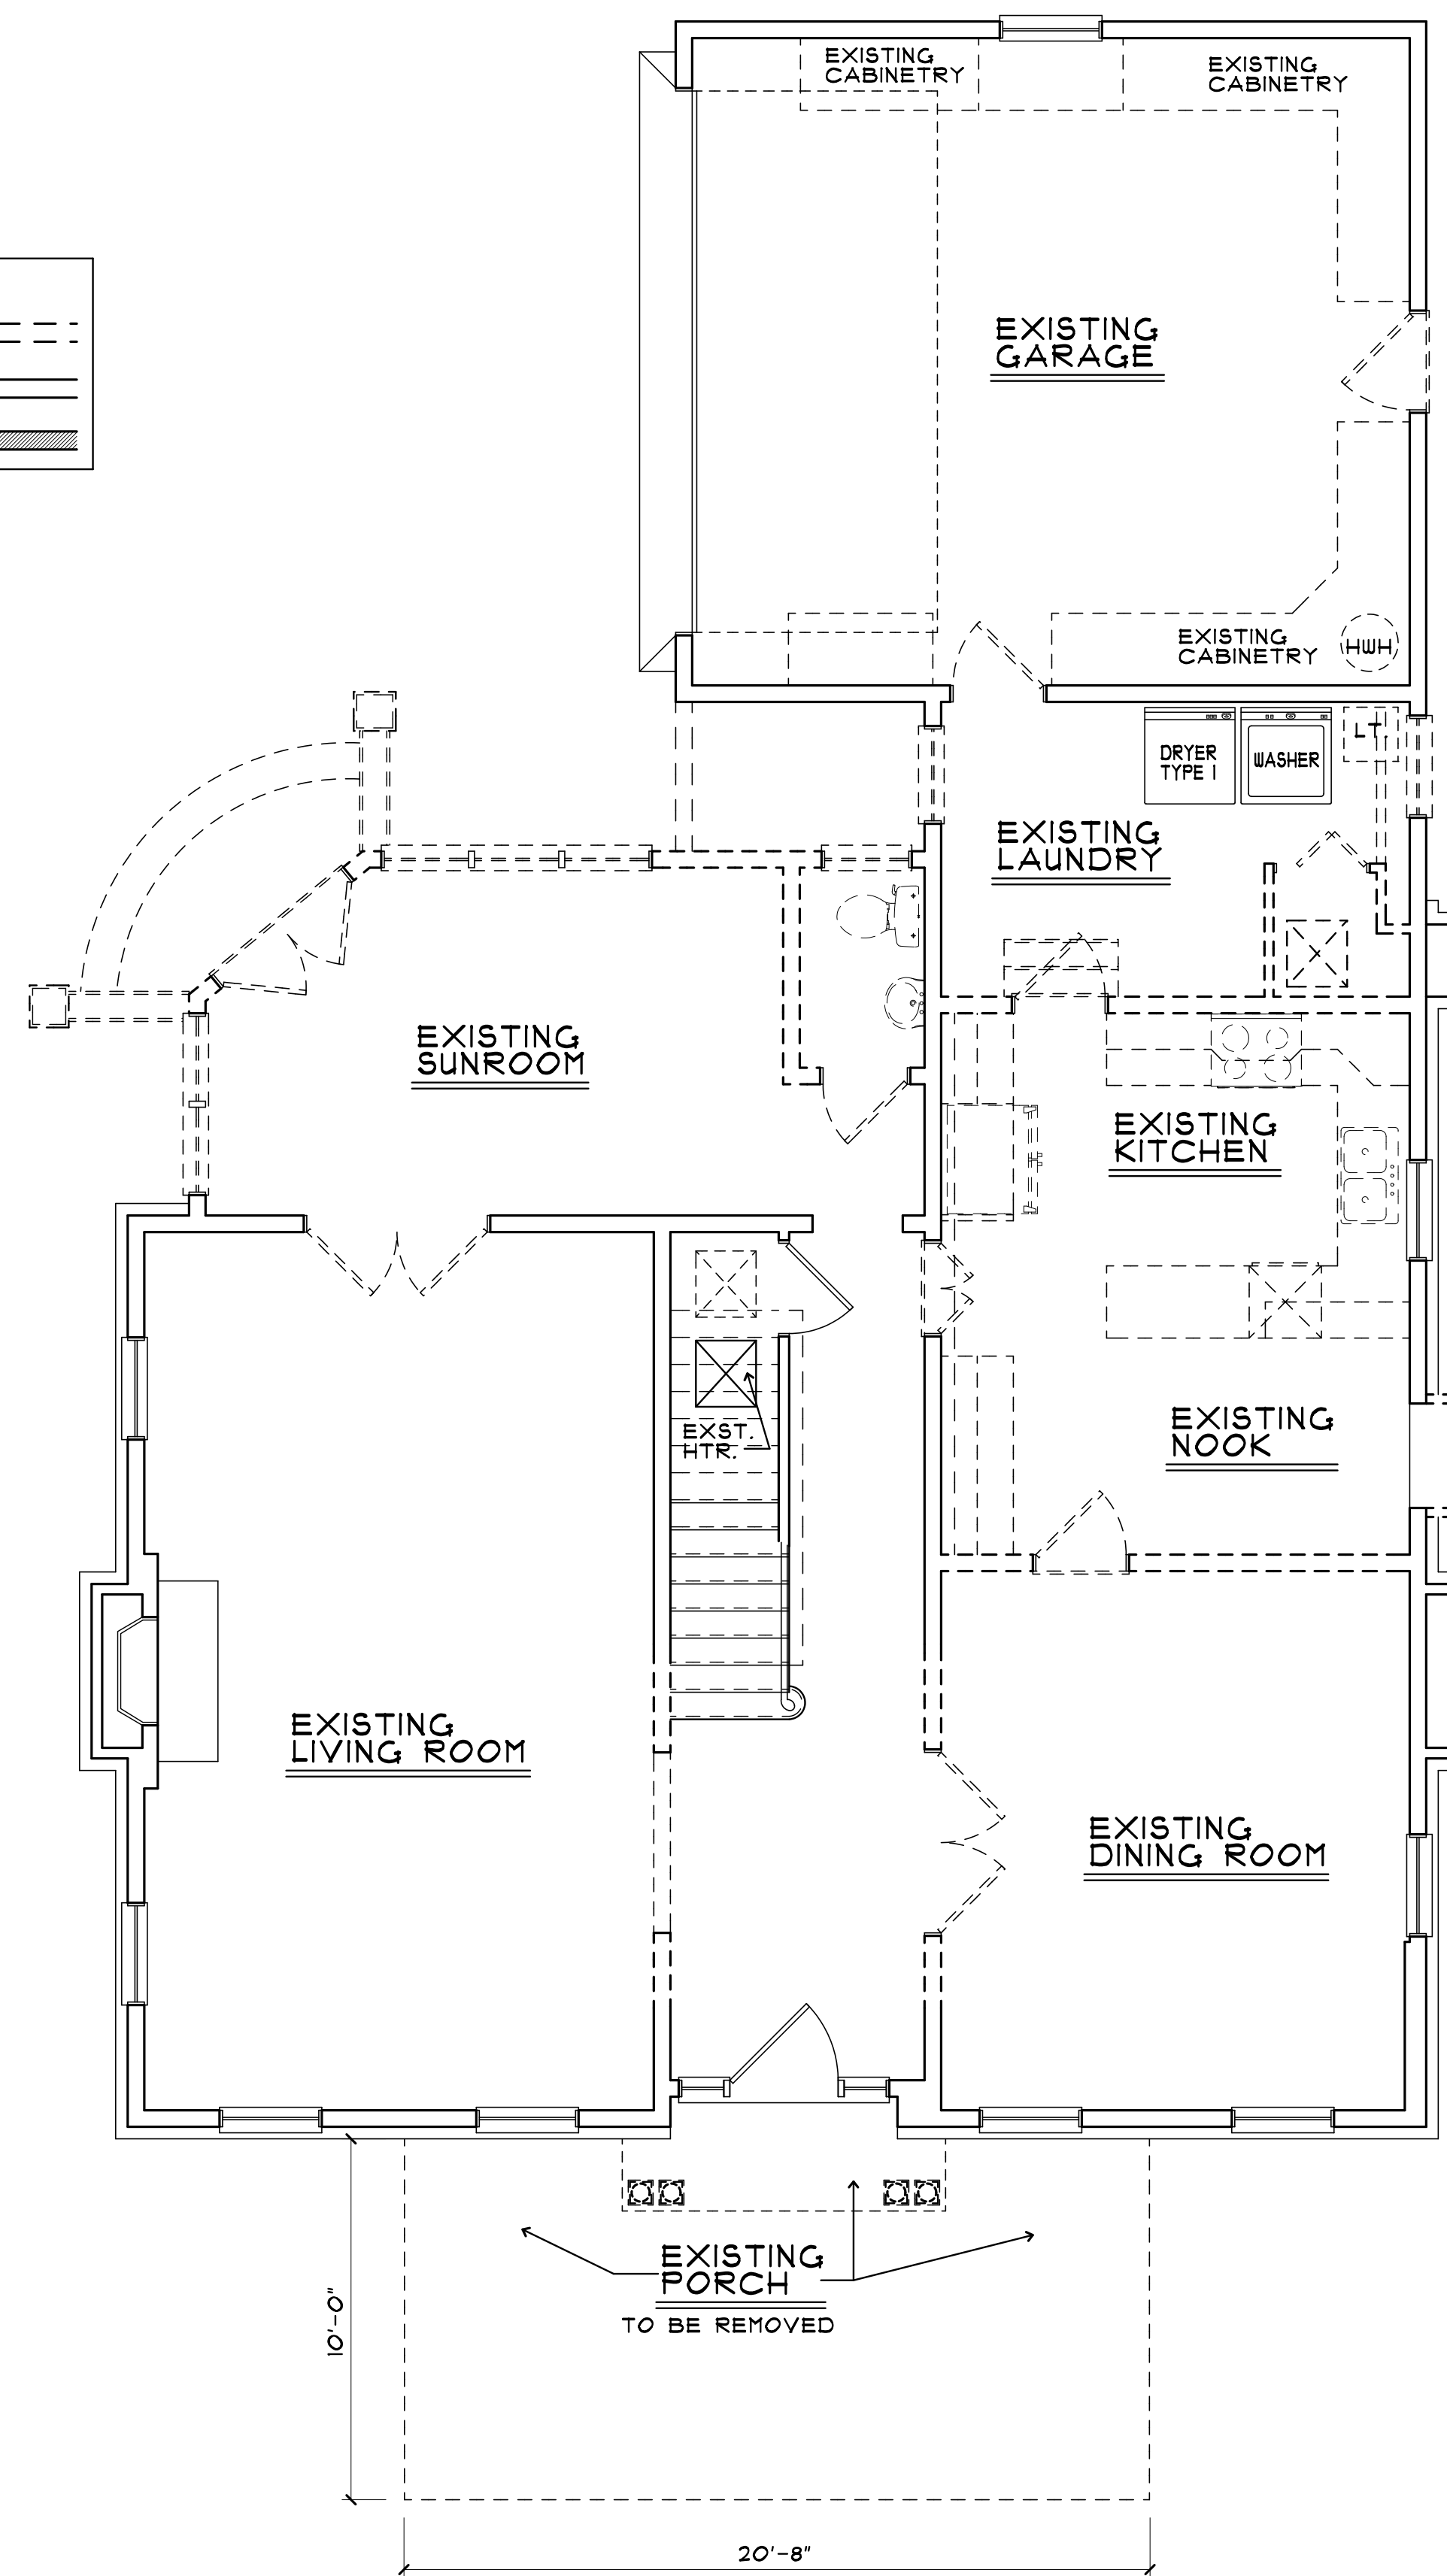 EXISTING
CABINETRY
EXISTING
CABINETRY
EXISTING
GARAGE
EXISTING
CABINETRY
HWH
DRYER
TYPE I
WASHER
LT.
EXISTING
LAUNDRY
EXISTING
SUNROOM
EXISTING
KITCHEN
EXST.
HTR.
EXISTING
NOOK
EXISTING
LIVING ROOM
EXISTING
DINING ROOM
EXISTING
PORCH
TO BE REMOVED
10'-0"
20'-8"